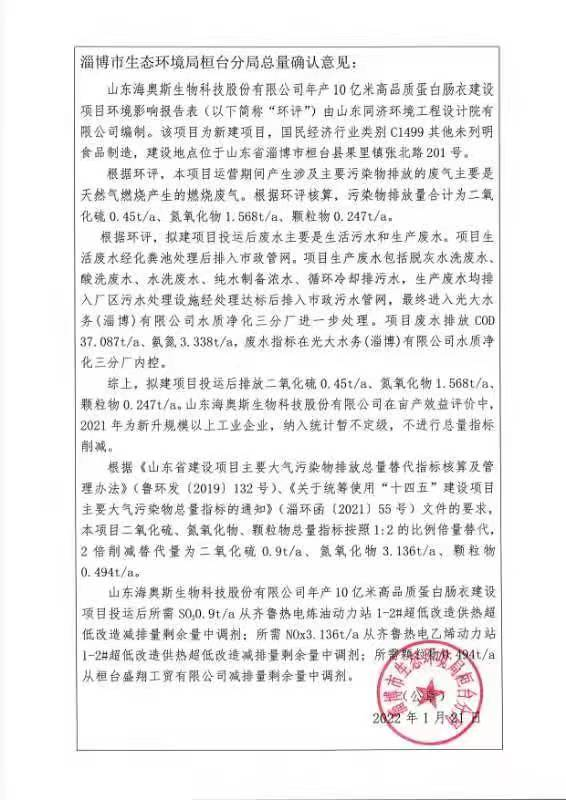 淄博市生态环境局桓台分局总量确认意见：
山东海奥斯生物科技股份有限公司年产10亿米高品质蛋白肠衣建设
项目环境影响报告表（以下简称“环评”）由山东同济环境工程设计院有
限公司编制。该项目为新建项目，国民经济行业类别C1499其他未列明
食品制造，建设地点位于山东省淄博市桓台县果里镇张北路201号。
根据环评，本项目运营期间产生涉及主要污染物排放的废气主要是
天然气燃烧产生的燃烧废气。根据环评核算，污染物排放量合计为二氧
化硫0.45t/a、氮氧化物1.568t/a、颗粒物0.247t/a。
根据环评，拟建项目投运后废水主要是生活污水和生产废水。项目生
活废水经化粪池处理后排入市政管网。项目生产废水包括脱灰水洗废水、
酸洗废水、水洗废水、纯水制备浓水、循环冷却排污水，生产废水均排
入厂区污水处理设施经处理达标后排入市政污水管网，最终进入光大水
务(淄博)有限公司水质净化三分厂进一步处理。项目废水排放COD
37.087t/a、氨氮3.338t/a，废水指标在光大水务(淄博)有限公司水质净
化三分厂内控。
综上，拟建项目投运后排放二氧化硫0.45t/a、氮氧化物1.568t/a、
颗粒物0.247t/a。山东海奥斯生物科技股份有限公司在亩产效益评价中，
2021年为新升规模以上工业企业，纳入统计暂不定级，不进行总量指标
削减。
根据《山东省建设项目主要大气污染物排放总量替代指标核算及管
理办法》（鲁环发〔2019〕132号）、《关于统筹使用“十四五”建设项目
主要大气污染物总量指标的通知》（淄环函〔2021〕55号）文件的要求，
本项目二氧化硫、氮氧化物、颗粒物总量指标按照1:2的比例倍量替代，
2倍削减替代量为二氧化硫0.9t/a、氮氧化物3.136t/a、颗粒物
0.494t/a。
山东海奥斯生物科技股份有限公司年产10亿米高品质蛋白肠衣建设
项目投运后所需SO₂0.9t/a从齐鲁热电炼油动力站1-2#超低改造供热超
低改造减排量剩余量中调剂；所需NOx3.136t/a从齐鲁热电乙烯动力站
1-2#超低改造供热超低改造减排量剩余量中调剂；所需颗粒物0.494t/a
从桓台盛翔工贸有限公司减排量剩余量中调剂。
（公章）
2022年1月21日
淄博市生态环境局桓台分局